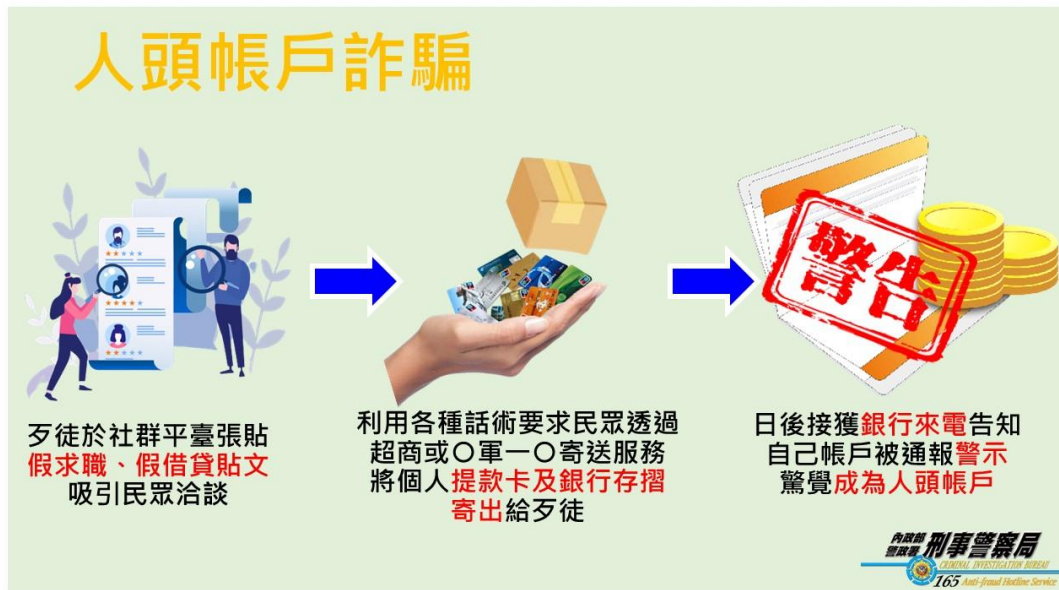 人頭帳戶詐騙
警告
歹徒於社群平臺張貼
假求職、假借貸貼文
吸引民眾洽談
利用各種話術要求民眾透過
超商或〇軍一〇寄送服務
將個人提款卡及銀行存摺
寄出給歹徒
日後接獲銀行來電告知
自己帳戶被通報警示
驚覺成為人頭帳戶
內政部
警政署
刑事警察局
CRIMINAL INVESTIGATION BUREAU
165 Anti-fraud Hotline Service